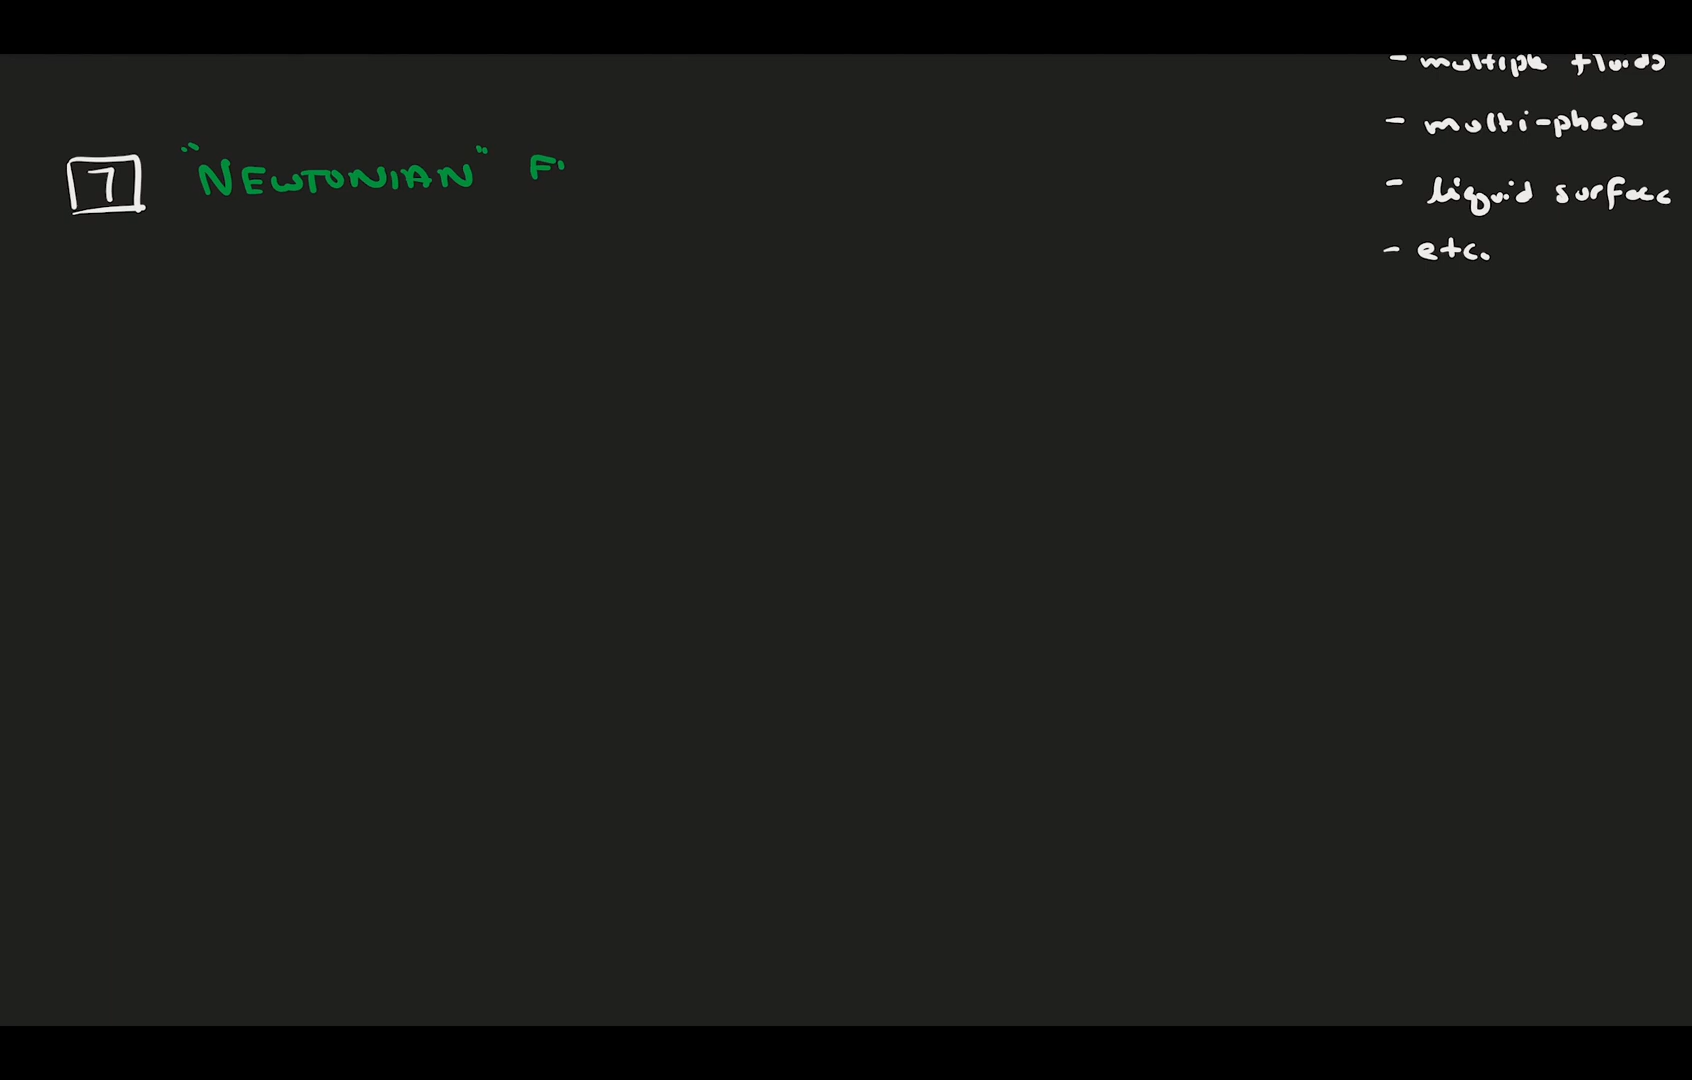 - multiple fluids
- multi-phase
7 "NEWTONIAN" F
- liquid surface
- etc.